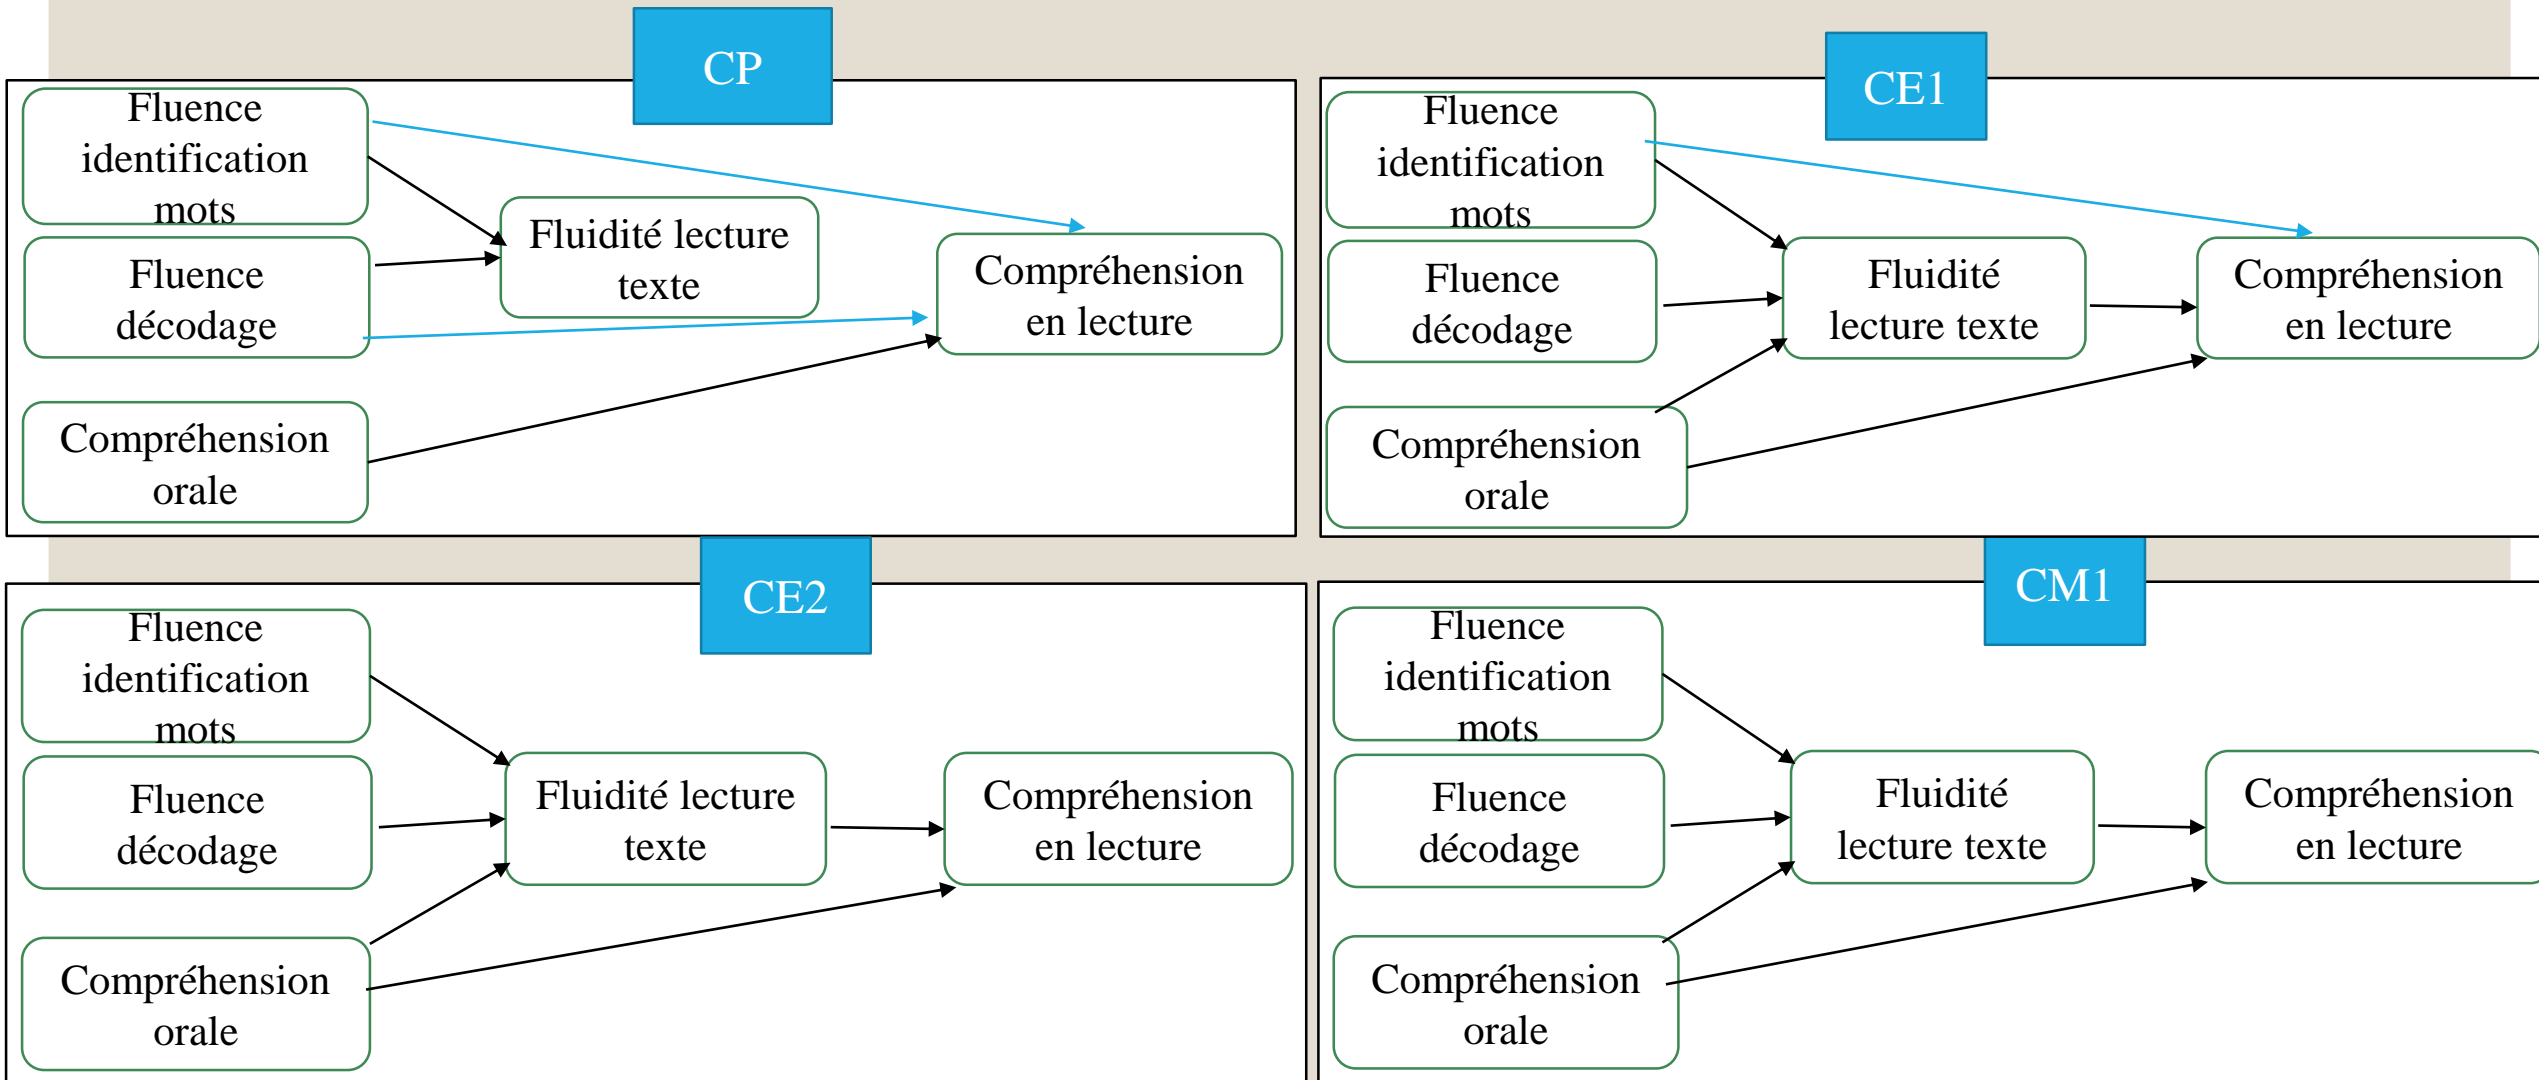 CP
Fluence
identification
mots
Fluence
décodage
Compréhension
orale
Fluidité lecture
texte
Compréhension
en lecture
CE1
Fluence
identification
mots
Fluence
décodage
Compréhension
orale
Fluidité
lecture texte
Compréhension
en lecture
CE2
Fluence
identification
mots
Fluence
décodage
Compréhension
orale
Fluidité lecture
texte
Compréhension
en lecture
CM1
Fluence
identification
mots
Fluence
décodage
Compréhension
orale
Fluidité
lecture texte
Compréhension
en lecture